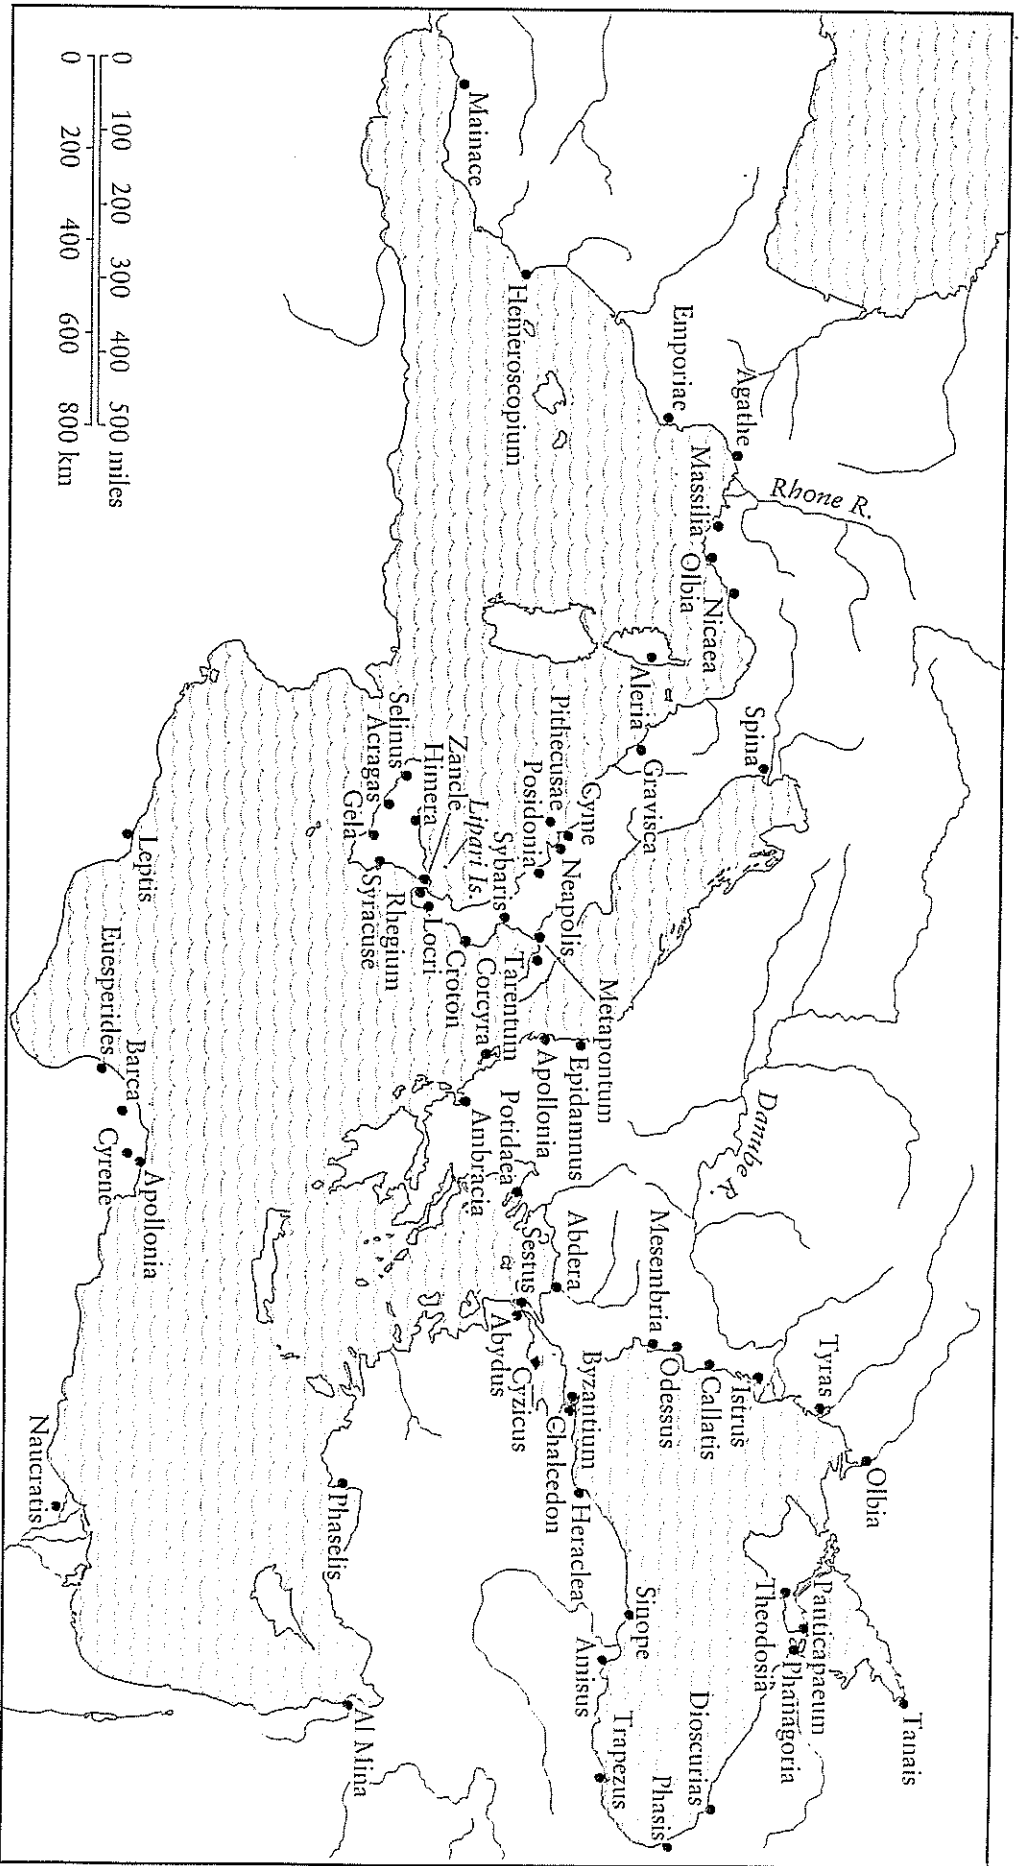 0 100 200 300 400 500 miles
0 200 400 600 800 km
Mainace
Hemeroscopium
Emporiae
Agathe
Rhone R.
Massilia
Olbia
Nicaea
Aleria
Spina
Gravisca
Cyme
Pithecusae
Neapolis
Posidonia
Sybaris
Lipari Is.
Zancle
Himera
Selinus
Acragas
Gela
Syracuse
Rhegium
Locri
Croton
Tarentum
Metapontum
Corcyra
Epidamnus
Apollonia
Ambracia
Potidaea
Leptis
Euesperides
Barca
Cyrene
Apollonia
Danube R.
Abdera
Sestus
Abydus
Cyzicus
Mesembria
Odessus
Callatis
Istrus
Tyras
Olbia
Byzantium
Chalcedon
Heraclea
Sinope
Amisus
Trapezus
Phasis
Dioscurias
Theodosia
Panticapaeum
Phanagoria
Tanais
Phaselis
Al Mina
Naucratis